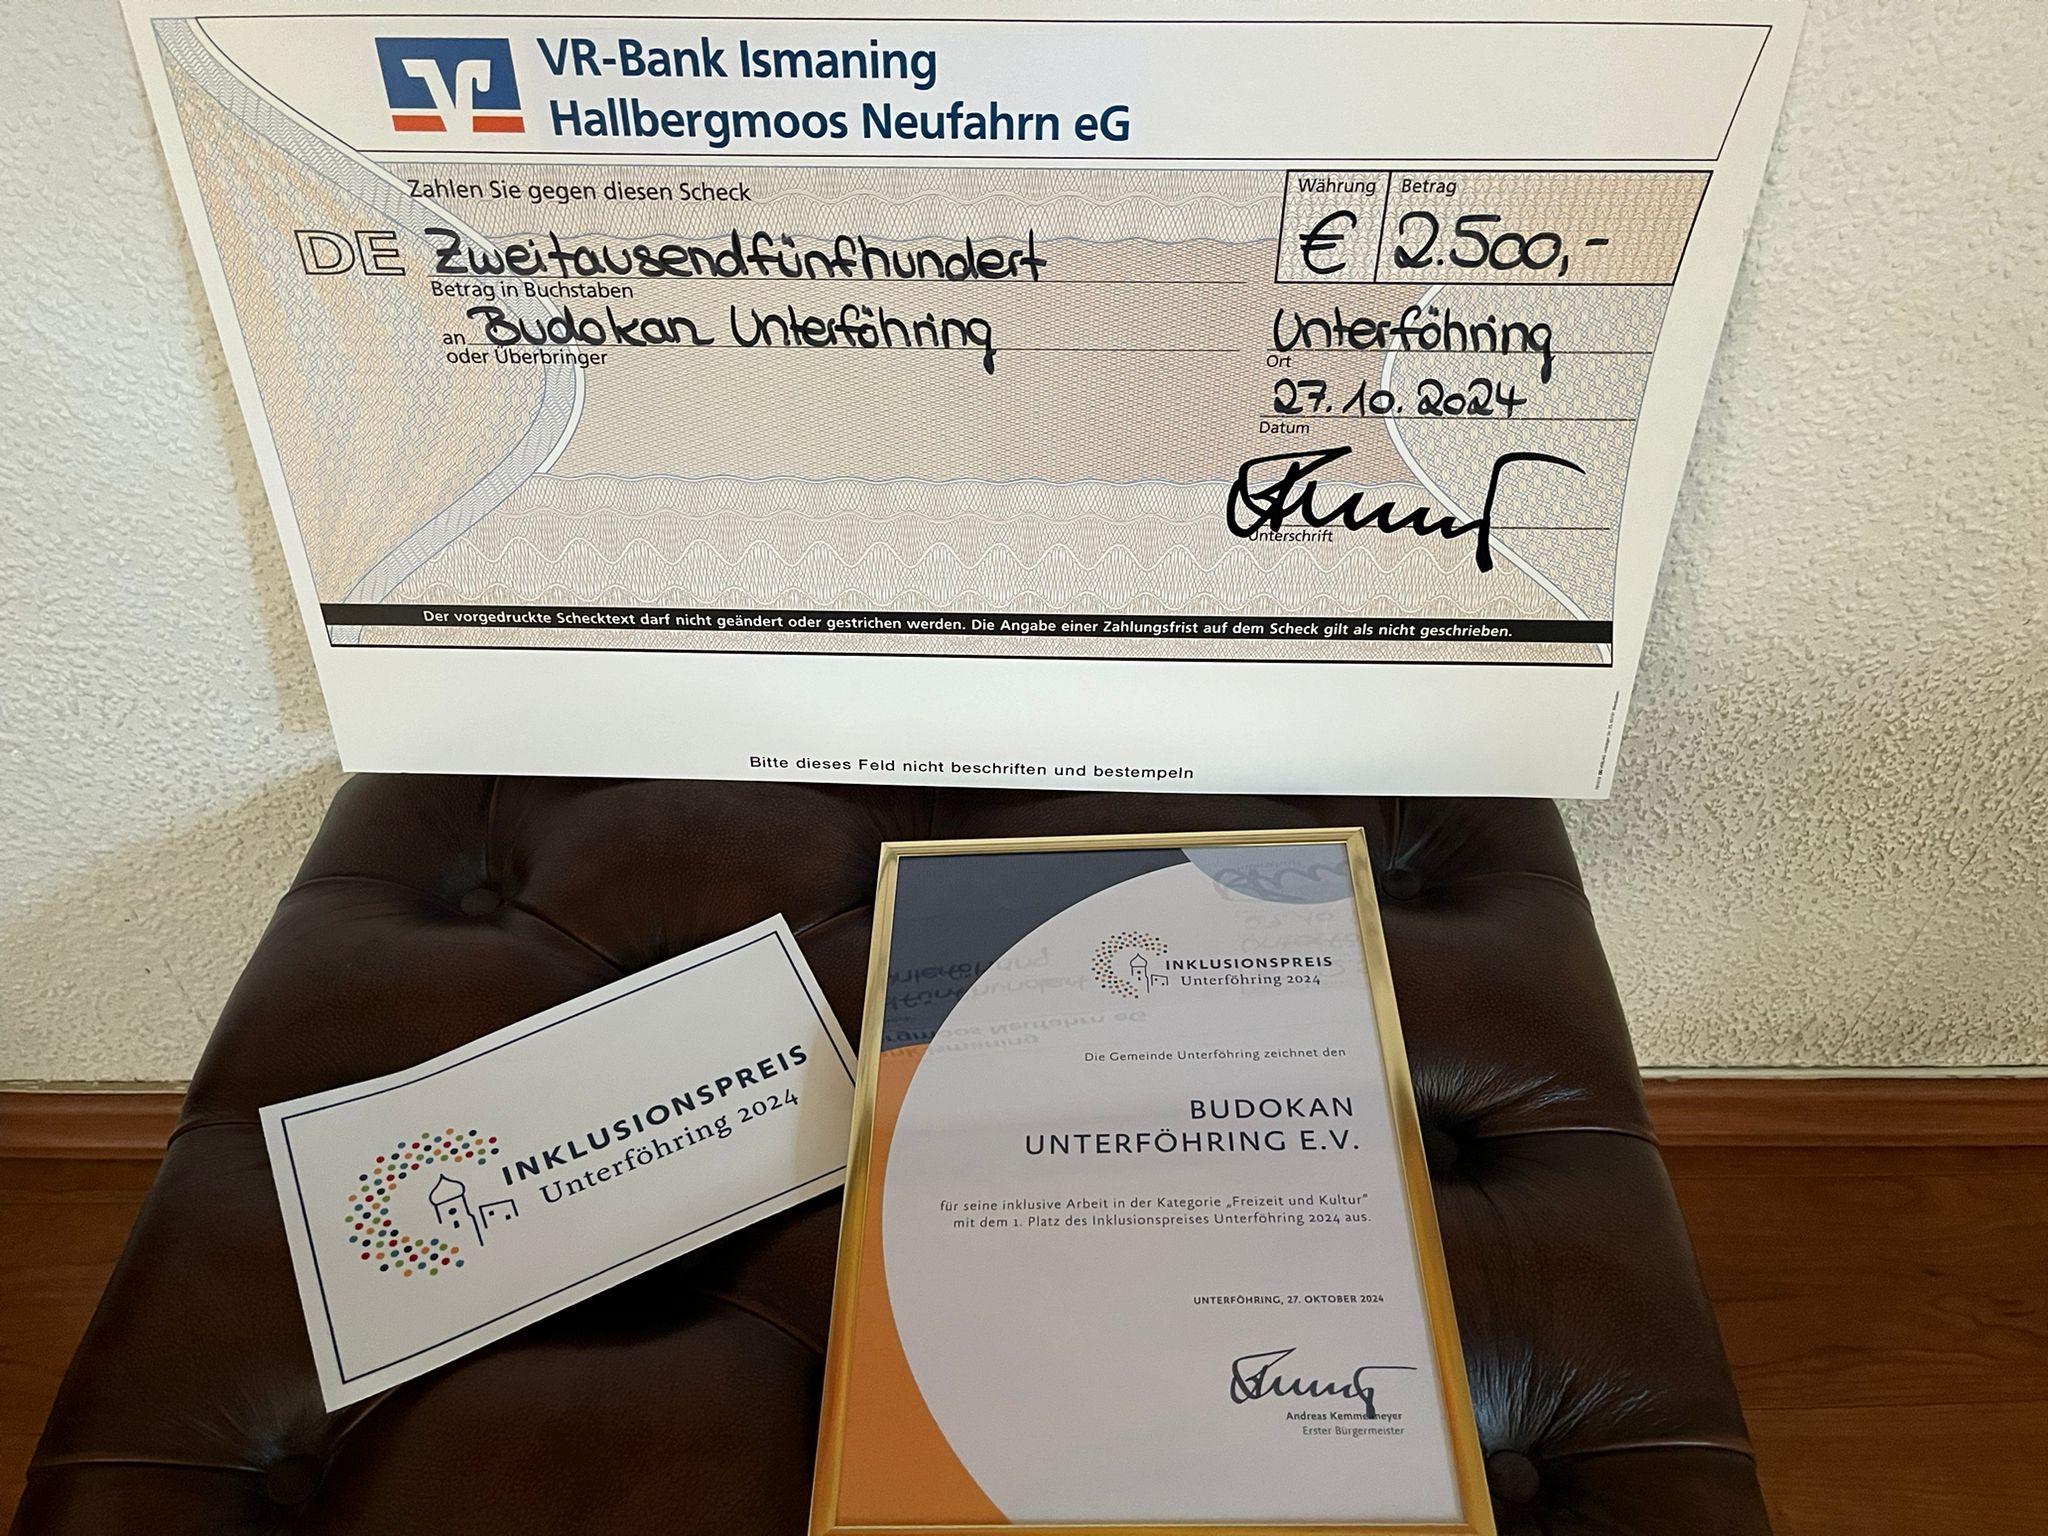 VR-Bank Ismaning
Hallbergmoos Neufahrn eG
Zahlen Sie gegen diesen Scheck
Währung
Betrag
DE
Zweitausendfünfhundert
€
2.500,-
Betrag in Buchstaben
an Budokan Unterföhring
oder Überbringer
Unterföhring
Ort
27.10.2024
Datum
Unterschrift
Der vorgedruckte Schecktext darf nicht geändert oder gestrichen werden. Die Angabe einer Zahlungsfrist auf dem Scheck gilt als nicht geschrieben.
Bitte dieses Feld nicht beschriften und bestempeln
INKLUSIONSPREIS
Unterföhring 2024
INKLUSIONSPREIS
Unterföhring 2024
Die Gemeinde Unterföhring zeichnet den
BUDOKAN
UNTERFÖHRING E.V.
für seine inklusive Arbeit in der Kategorie „Freizeit und Kultur"
mit dem 1. Platz des Inklusionspreises Unterföhring 2024 aus.
UNTERFÖHRING, 27. OKTOBER 2024
Andreas Kemmelmeyer
Erster Bürgermeister